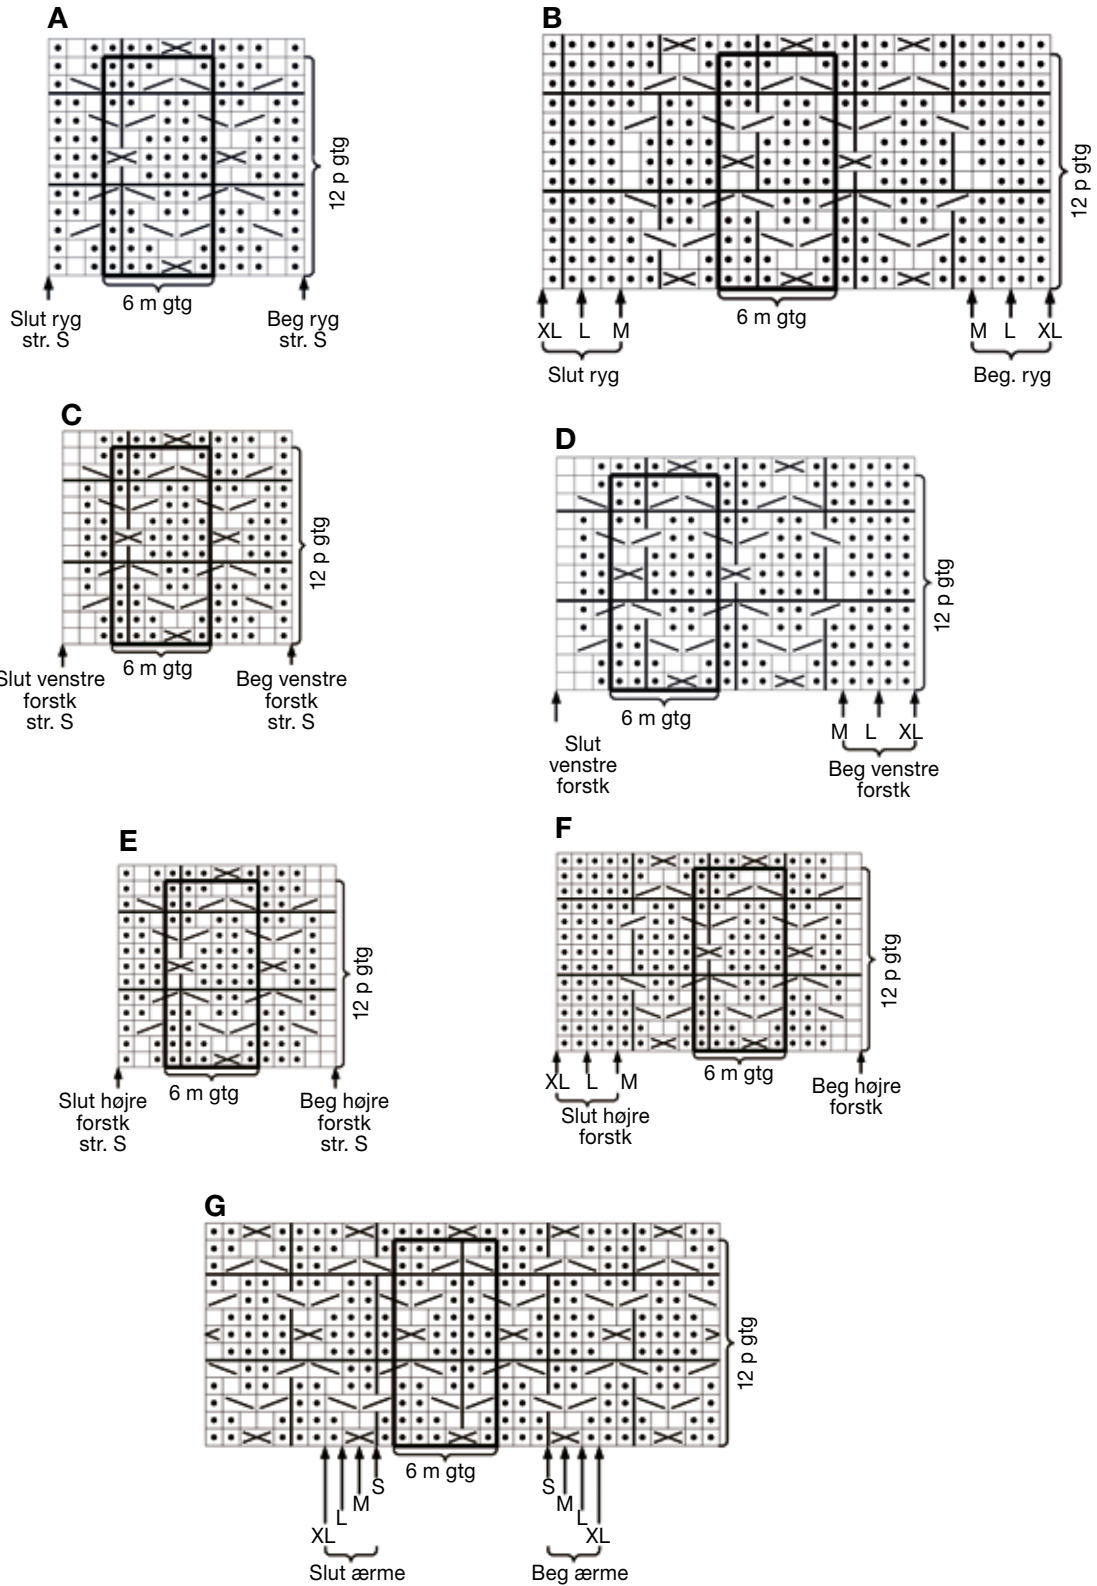 A
12 p gtg
6 m gtg
Slut ryg
str. S
Beg ryg
str. S
B
12 p gtg
6 m gtg
XL L M
Slut ryg
M L XL
Beg. ryg
C
12 p gtg
6 m gtg
Slut venstre
forstk
str. S
Beg venstre
forstk
str. S
D
12 p gtg
6 m gtg
Slut
venstre
forstk
M L XL
Beg venstre
forstk
E
12 p gtg
6 m gtg
Slut højre
forstk
str. S
Beg højre
forstk
str. S
F
12 p gtg
6 m gtg
XL L M
Slut højre
forstk
Beg højre
forstk
G
12 p gtg
6 m gtg
S
M
L
XL
Slut ærme
S
M
L
XL
Beg ærme